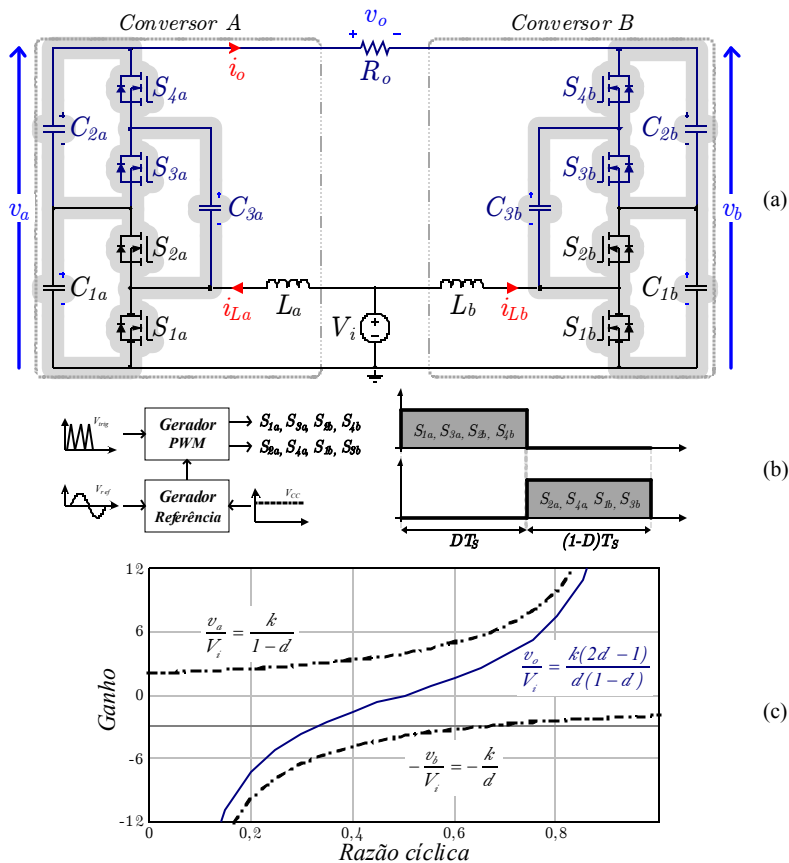 Conversor A
Conversor B
v_o
+ -
i_o
R_o
S_4a
S_4b
C_2a
C_2b
S_3a
S_3b
v_a
C_3a
C_3b
v_b
(a)
S_2a
S_2b
C_1a
C_1b
i_La
L_a
V_i
L_b
i_Lb
S_1a
S_1b
V_trig
Gerador
PWM
S_1a, S_3a, S_2b, S_4b
S_2a, S_4a, S_1b, S_3b
V_ref
Gerador
Referência
V_CC
S_1a, S_3a, S_2b, S_4b
S_2a, S_4a, S_1b, S_3b
DT_S
(1-D)T_S
(b)
12
6
0
-6
-12
Ganho
v_a/V_i = k/(1-d)
v_o/V_i = k(2d-1)/d(1-d)
-v_b/V_i = -k/d
(c)
0 0,2 0,4 0,6 0,8
Razão cíclica